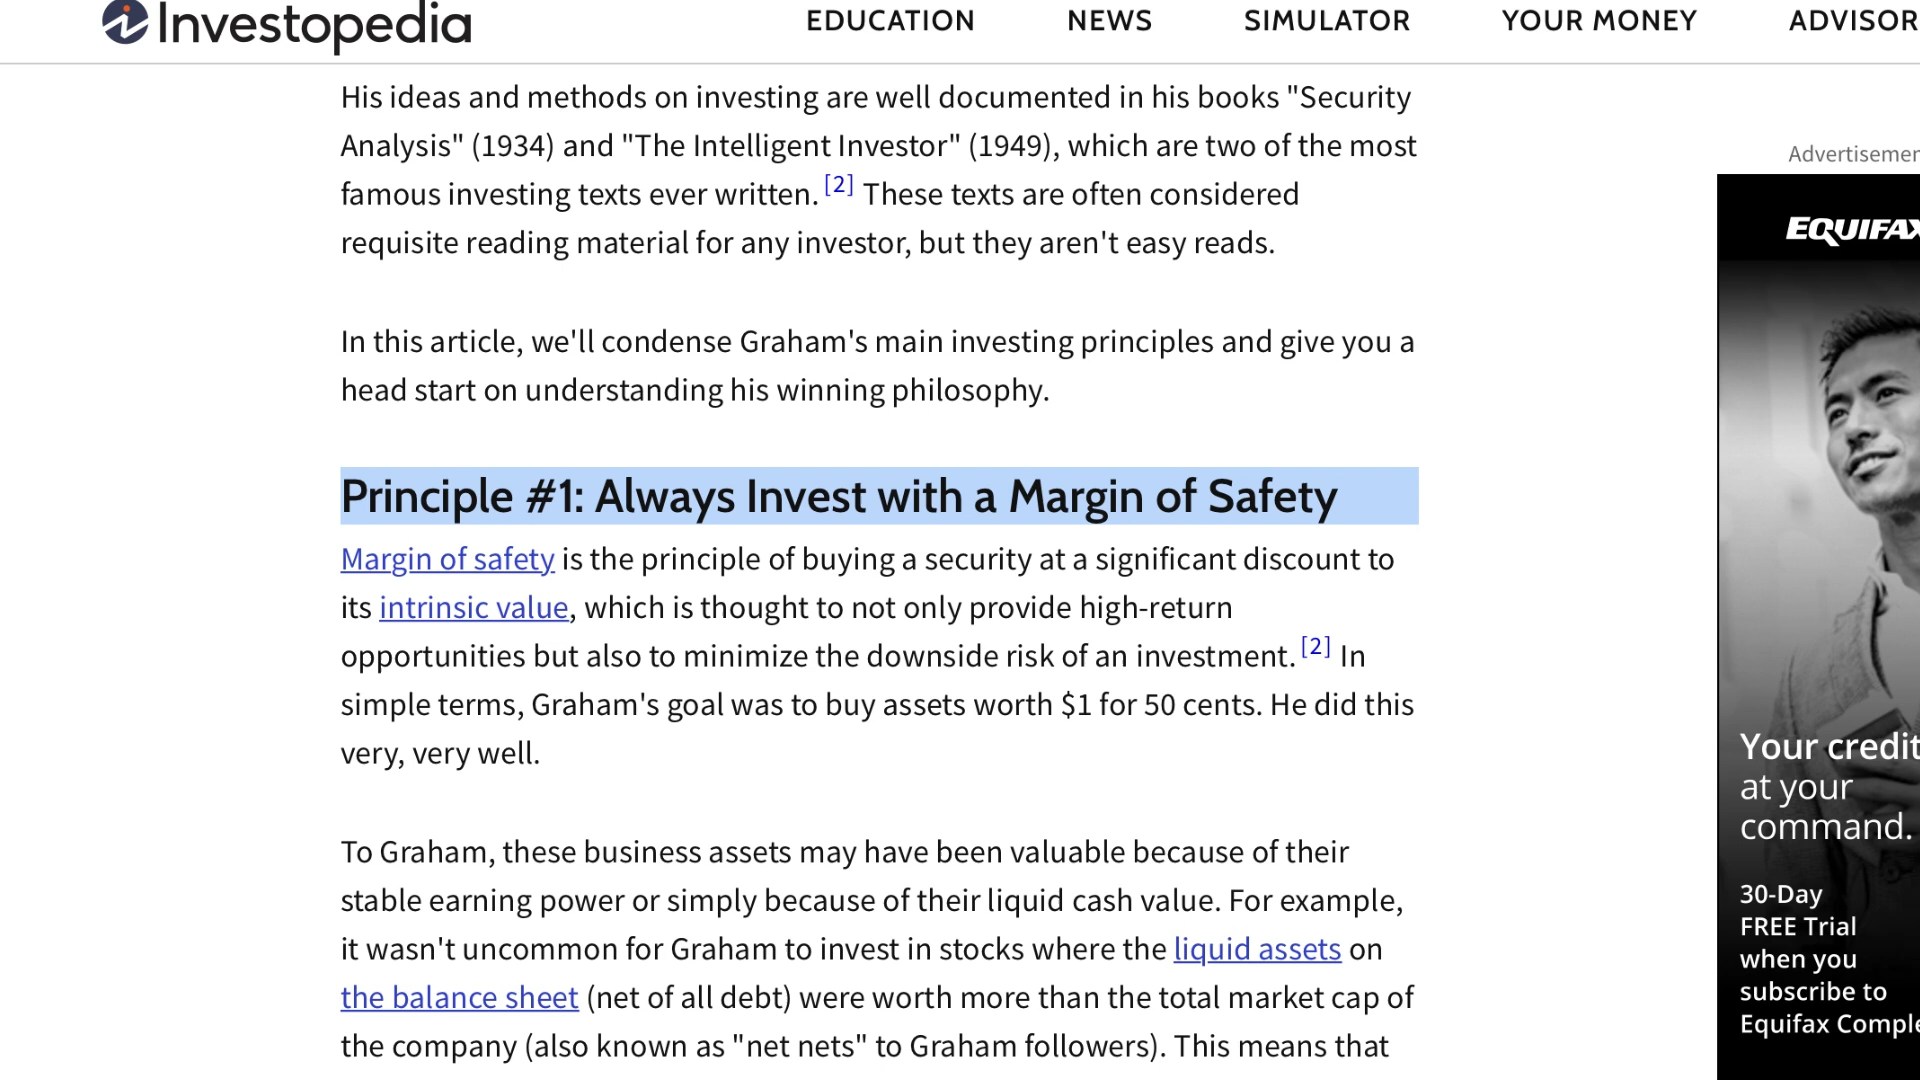 Investopedia
EDUCATION NEWS SIMULATOR YOUR MONEY ADVISOR
His ideas and methods on investing are well documented in his books "Security
Analysis" (1934) and "The Intelligent Investor" (1949), which are two of the most
famous investing texts ever written. [2] These texts are often considered
requisite reading material for any investor, but they aren't easy reads.
In this article, we'll condense Graham's main investing principles and give you a
head start on understanding his winning philosophy.
Principle #1: Always Invest with a Margin of Safety
Margin of safety is the principle of buying a security at a significant discount to
its intrinsic value, which is thought to not only provide high-return
opportunities but also to minimize the downside risk of an investment. [2] In
simple terms, Graham's goal was to buy assets worth $1 for 50 cents. He did this
very, very well.
To Graham, these business assets may have been valuable because of their
stable earning power or simply because of their liquid cash value. For example,
it wasn't uncommon for Graham to invest in stocks where the liquid assets on
the balance sheet (net of all debt) were worth more than the total market cap of
the company (also known as "net nets" to Graham followers). This means that
Advertisemen
EQUIFAX
Your credit
at your
command.
30-Day
FREE Trial
when you
subscribe to
Equifax Comple